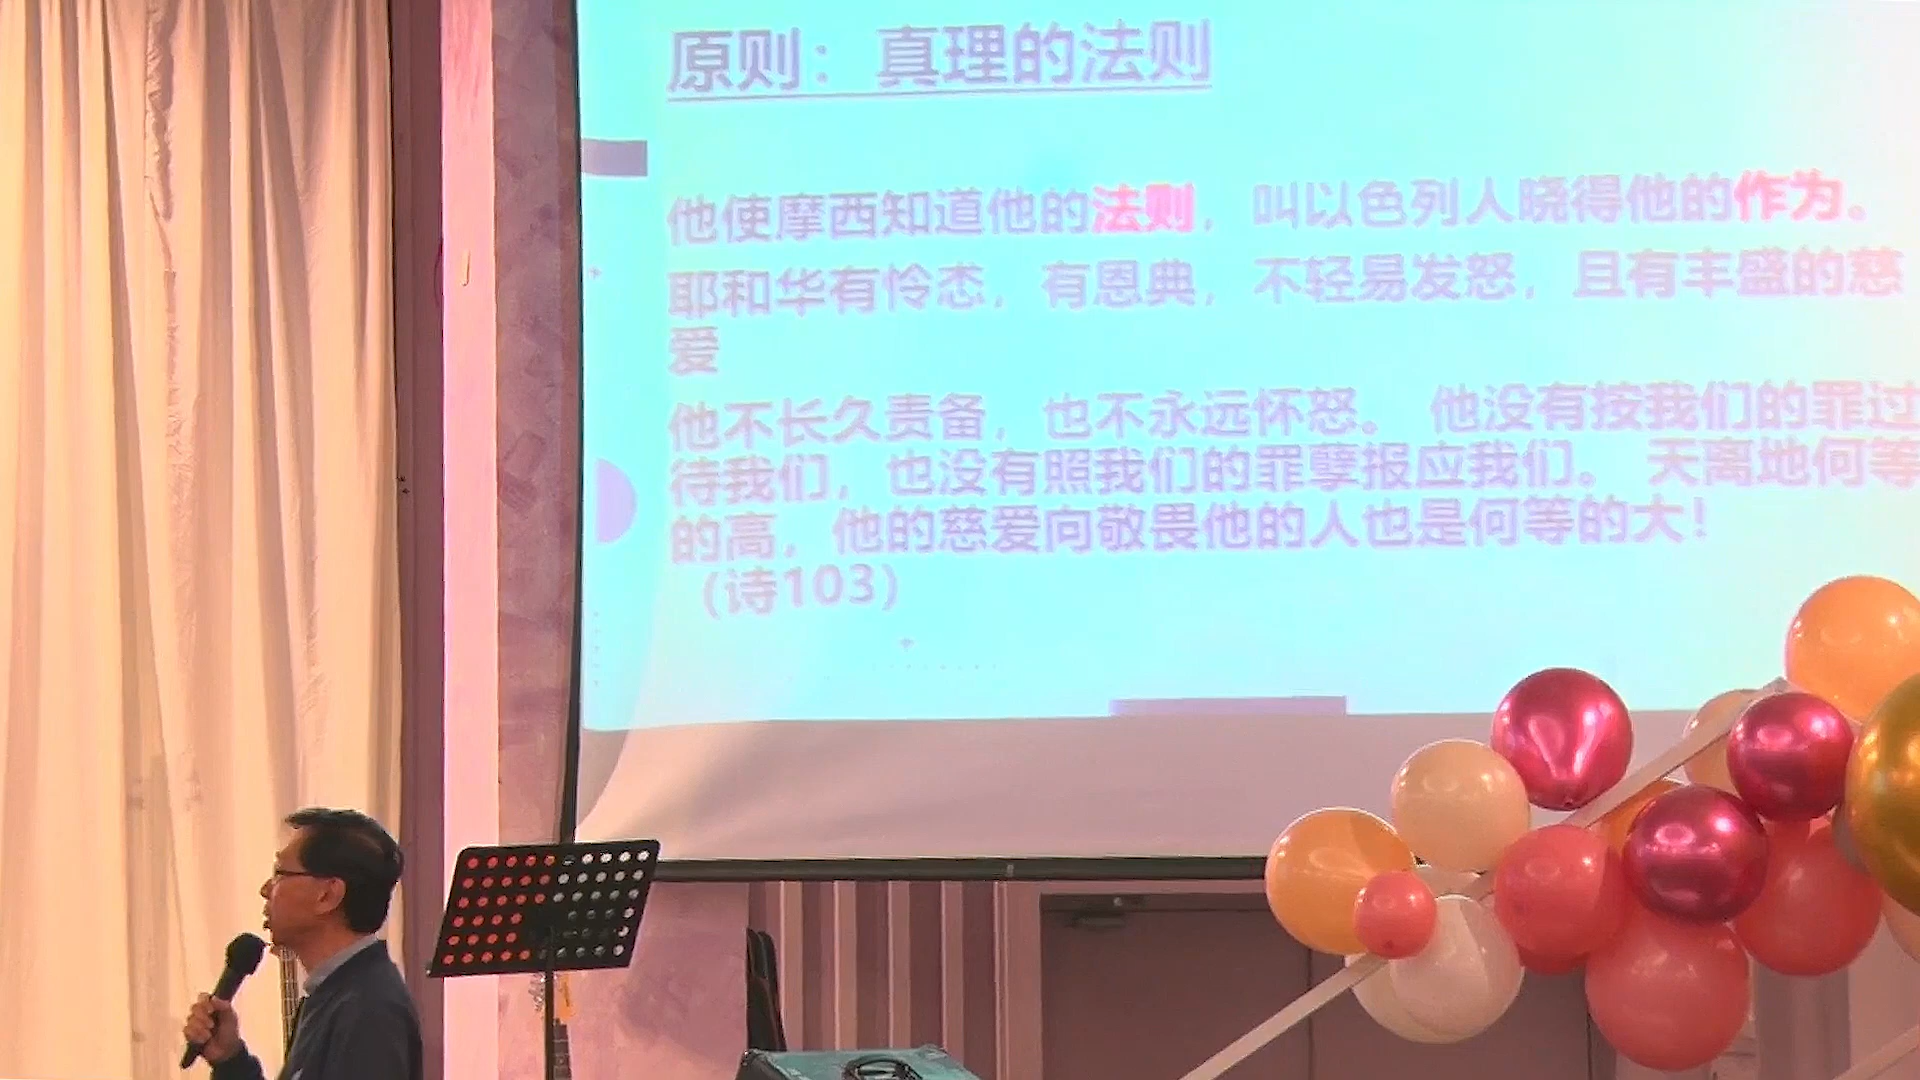 原则：真理的法则
他使摩西知道他的法则，叫以色列人晓得他的作为。
耶和华有怜悫，有恩典，不轻易发怒，且有丰盛的慈
爱
他不长久责备，也不永远怀怒。 他没有按我们的罪过
待我们，也没有照我们的罪孽报应我们。 天离地何等
的高，他的慈爱向敬畏他的人也是何等的大！
（诗103）